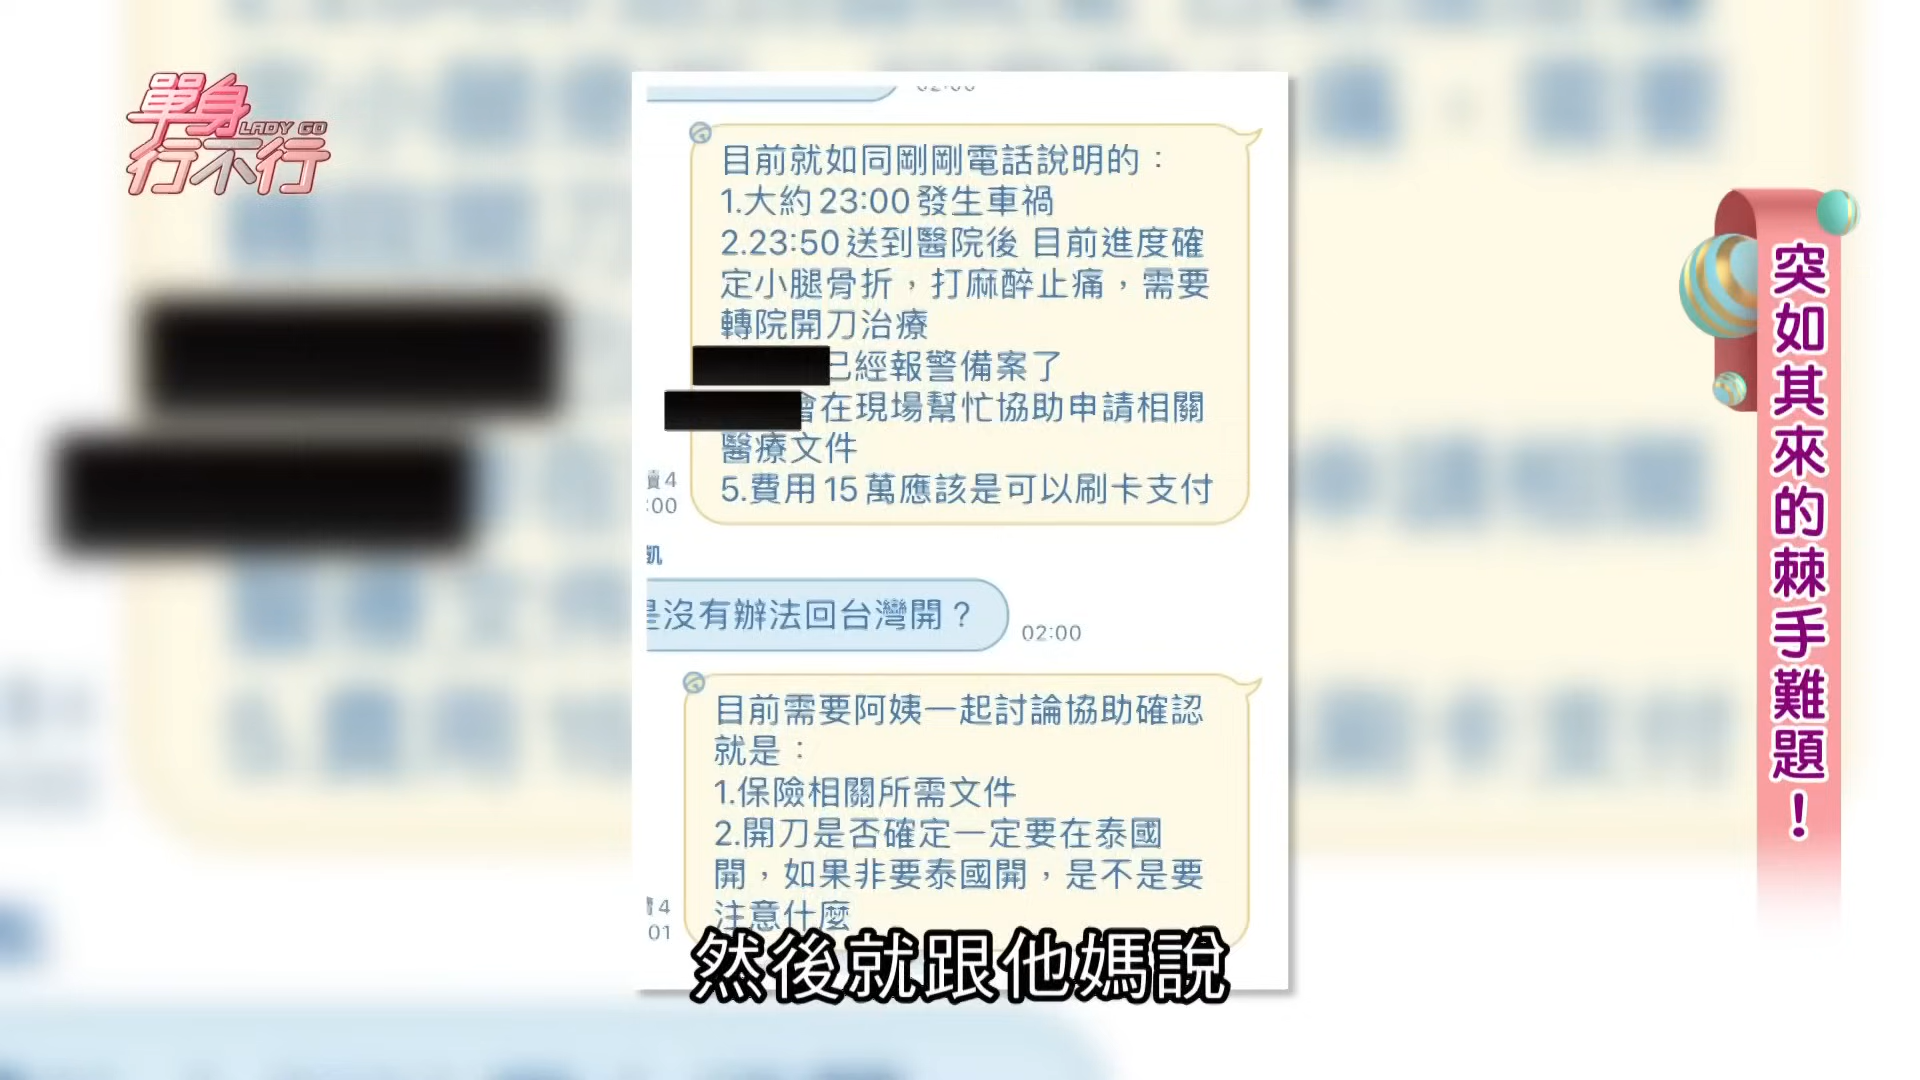 單身
LADY GO
行不行
02:00
目前就如同剛剛電話說明的：
1.大約23:00發生車禍
2.23:50送到醫院後 目前進度確
定小腿骨折，打麻醉止痛，需要
轉院開刀治療
已經報警備案了
會在現場幫忙協助申請相關
醫療文件
5.費用15萬應該是可以刷卡支付
讀4
:00
凱
是沒有辦法回台灣開？
02:00
目前需要阿姨一起討論協助確認
就是：
1.保險相關所需文件
2.開刀是否確定一定要在泰國
開，如果非要泰國開，是不是要
注意什麼
4
01
然後就跟他媽說
突如其來的棘手難題！